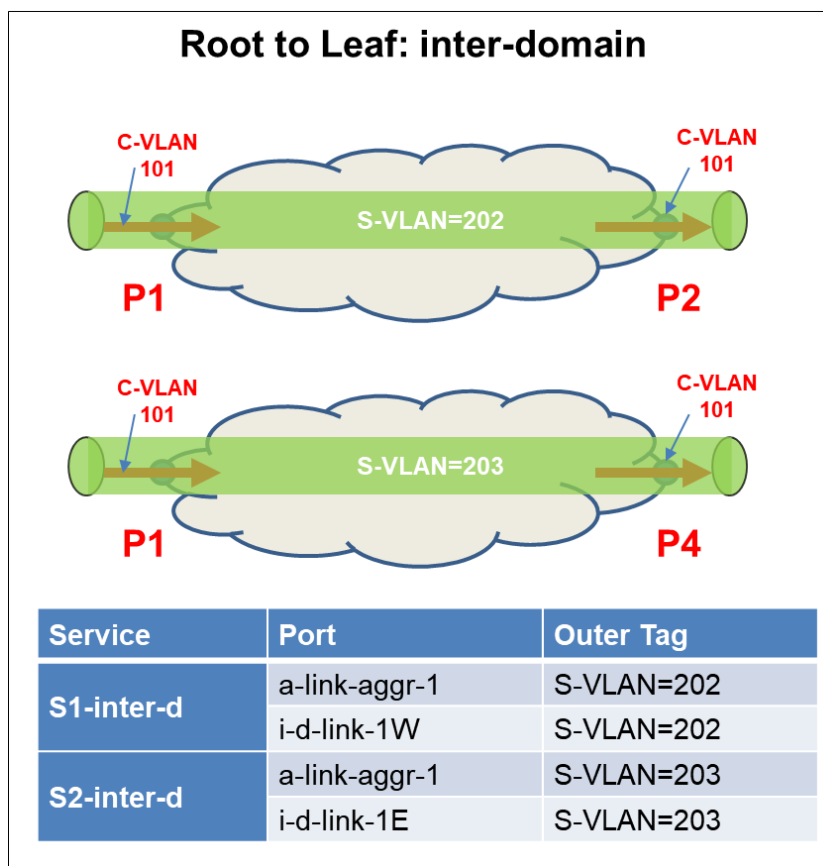 Root to Leaf: inter-domain
C-VLAN
101
C-VLAN
101
S-VLAN=202
P1
P2
C-VLAN
101
C-VLAN
101
S-VLAN=203
P1
P4
Service Port Outer Tag
S1-inter-d a-link-aggr-1 S-VLAN=202
i-d-link-1W S-VLAN=202
S2-inter-d a-link-aggr-1 S-VLAN=203
i-d-link-1E S-VLAN=203